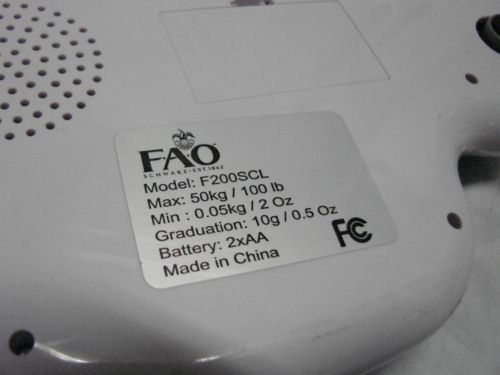 FAO
SCHWARZ • EST 1862
Model: F200SCL
Max: 50kg / 100 lb
Min : 0.05kg / 2 Oz
Graduation: 10g / 0.5 Oz
Battery: 2xAA
Made in China
FC